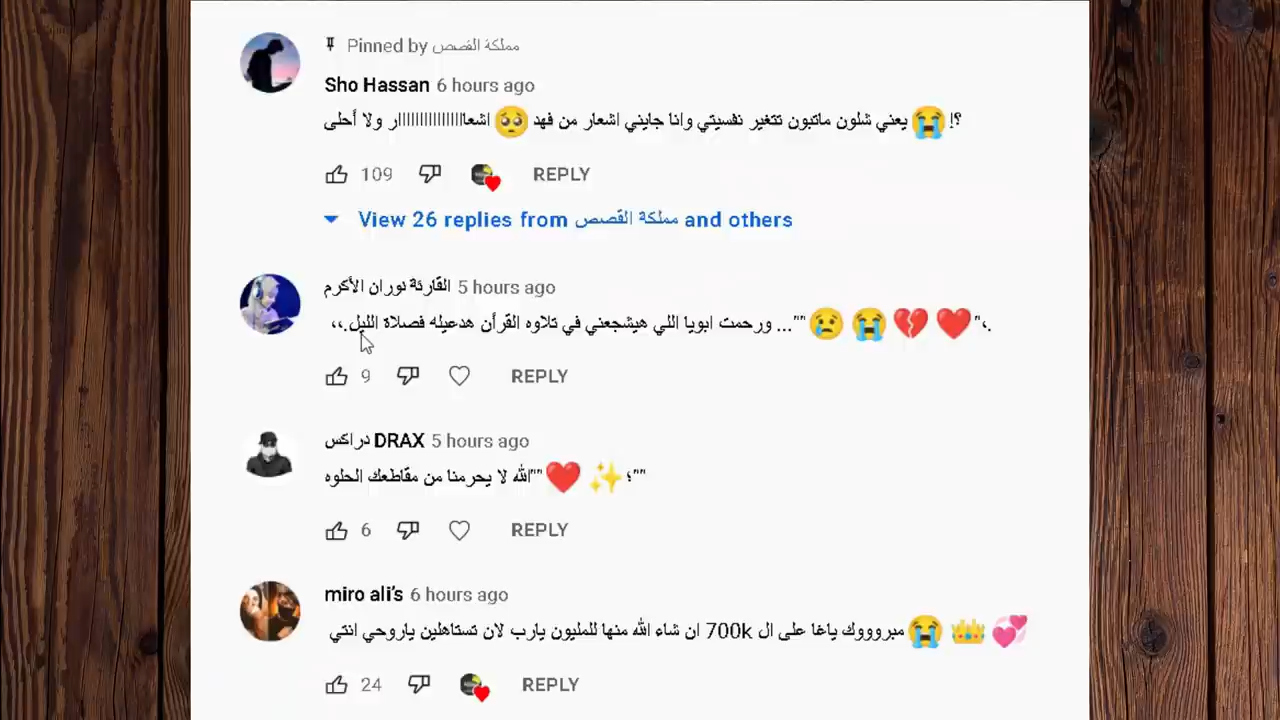 Pinned by مملكة القصص
Sho Hassan 6 hours ago
اشعاااااااااااااااار ولا أحلى 🥺 يعني شلون ماتبون تتغير نفسيتي وانا جايني اشعار من فهد 😭 ؟!
109 REPLY
View 26 replies from مملكة القصص and others
القارئة نوران الأكرم 5 hours ago
.،" ❤️ 💔 😭 😢 ""... ورحمت ابويا اللي هيشجعني في تلاوه القرأن هدعيله فصلاة الليل.،،
9 REPLY
دراكس DRAX 5 hours ago
الله لا يحرمنا من مقاطعك الحلوه"" ❤️ ✨ ؛""
6 REPLY
miro ali's 6 hours ago
مبروووك ياغا على ال 700k ان شاء الله منها للمليون يارب لان تستاهلين ياروحي انتي 😭 👑 💞
24 REPLY